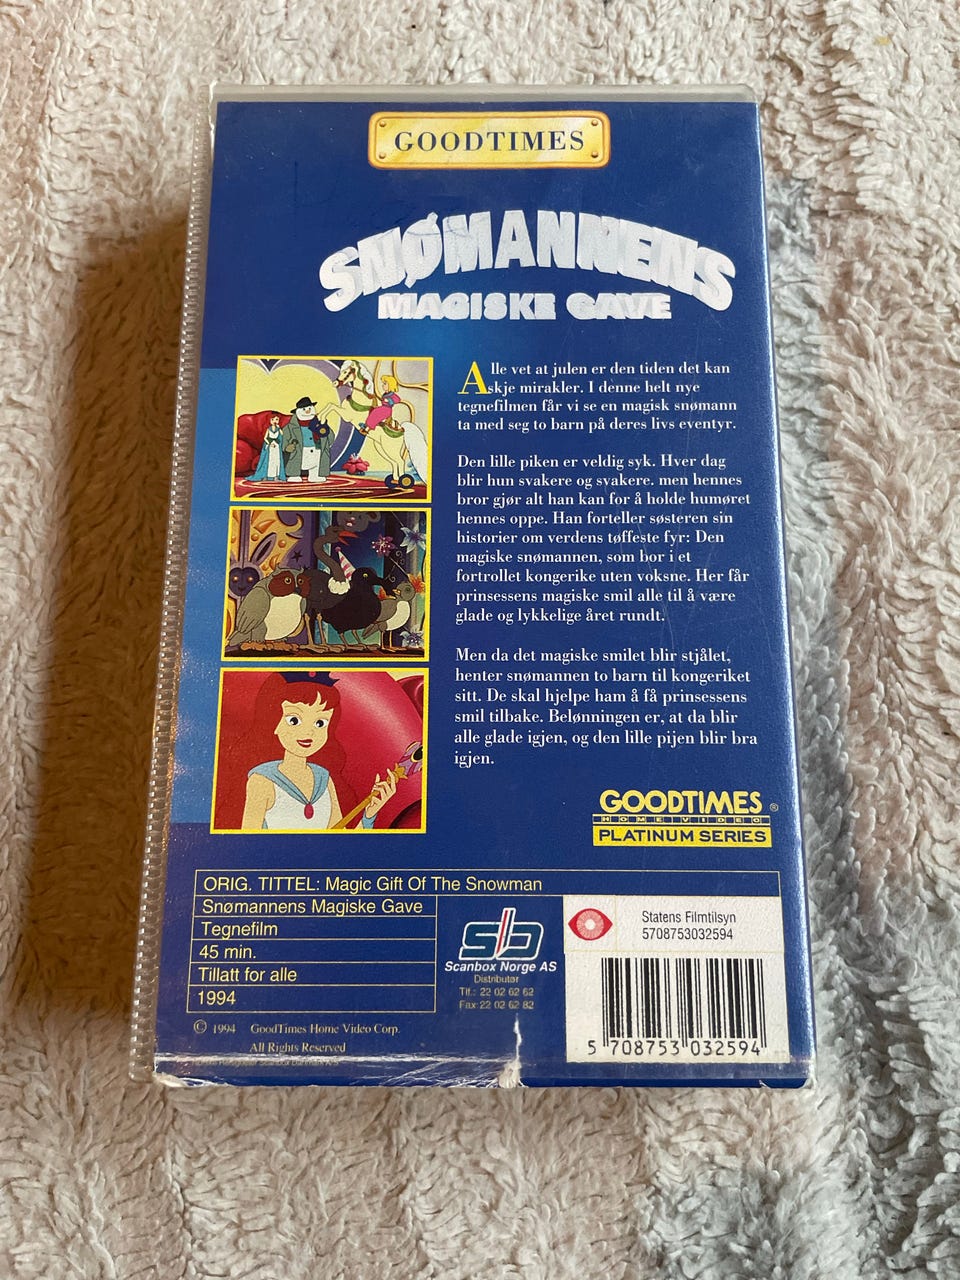 GOODTIMES
SNØMANNENS
MAGISKE GAVE
Alle vet at julen er den tiden det kan
skje mirakler. I denne helt nye
tegnefilmen får vi se en magisk snømann
ta med seg to barn på deres livs eventyr.
Den lille piken er veldig syk. Hver dag
blir hun svakere og svakere. men hennes
bror gjør alt han kan for å holde humøret
hennes oppe. Han forteller søsteren sin
historier om verdens tøffeste fyr: Den
magiske snømannen, som bor i et
fortrollet kongerike uten voksne. Her får
prinsessens magiske smil alle til å være
glade og lykkelige året rundt.
Men da det magiske smilet blir stjålet,
henter snømannen to barn til kongeriket
sitt. De skal hjelpe ham å få prinsessens
smil tilbake. Belønningen er, at da blir
alle glade igjen, og den lille pijen blir bra
igjen.
GOODTIMES ®
HOME VIDEO
PLATINUM SERIES
ORIG. TITTEL: Magic Gift Of The Snowman
Snømannens Magiske Gave
Tegnefilm
45 min.
Tillatt for alle
1994
sb
Scanbox Norge AS
Distributør
Tlf.: 22 02 62 62
Fax 22 02 62 82
Statens Filmtilsyn
5708753032594
5 708753 032594
© 1994 GoodTimes Home Video Corp.
All Rights Reserved